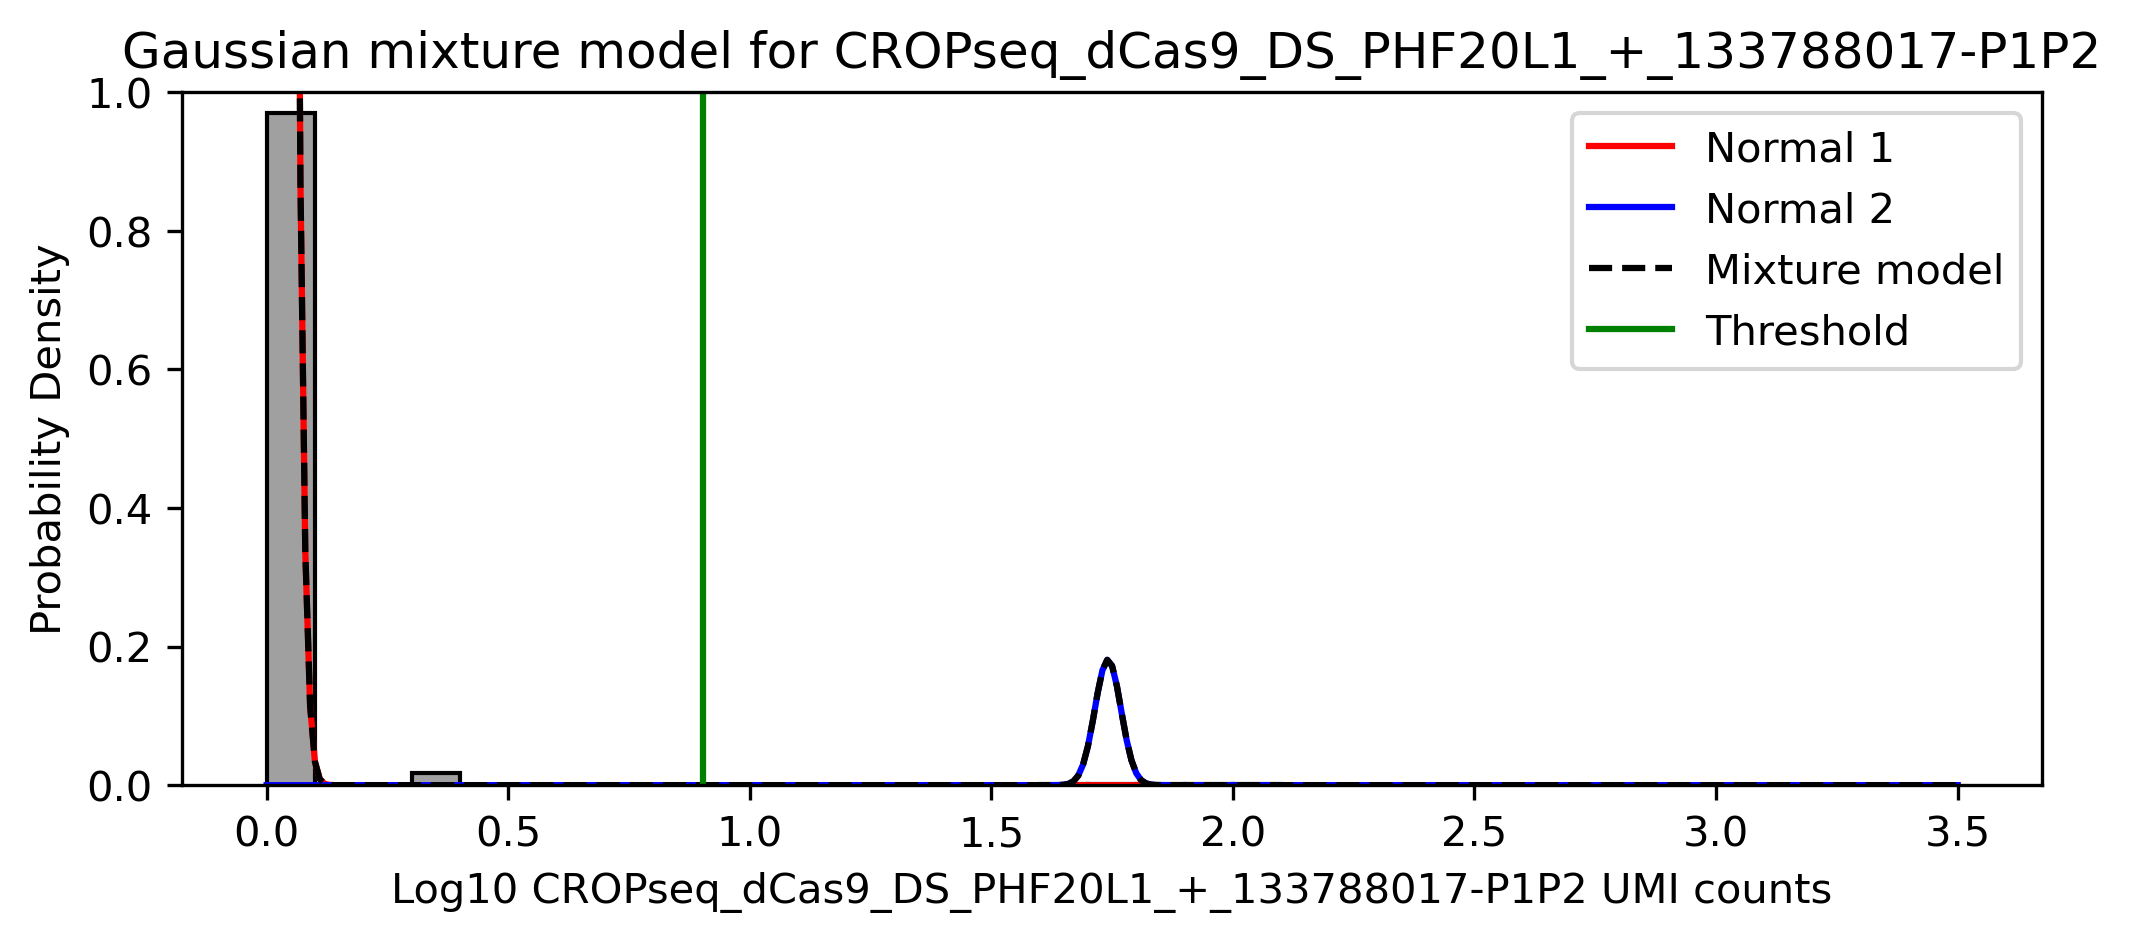 Gaussian mixture model for CROPseq_dCas9_DS_PHF20L1_+_133788017-P1P2
1.0
0.8
0.6
0.4
0.2
0.0
Probability Density
Normal 1
Normal 2
Mixture model
Threshold
0.0 0.5 1.0 1.5 2.0 2.5 3.0 3.5
Log10 CROPseq_dCas9_DS_PHF20L1_+_133788017-P1P2 UMI counts